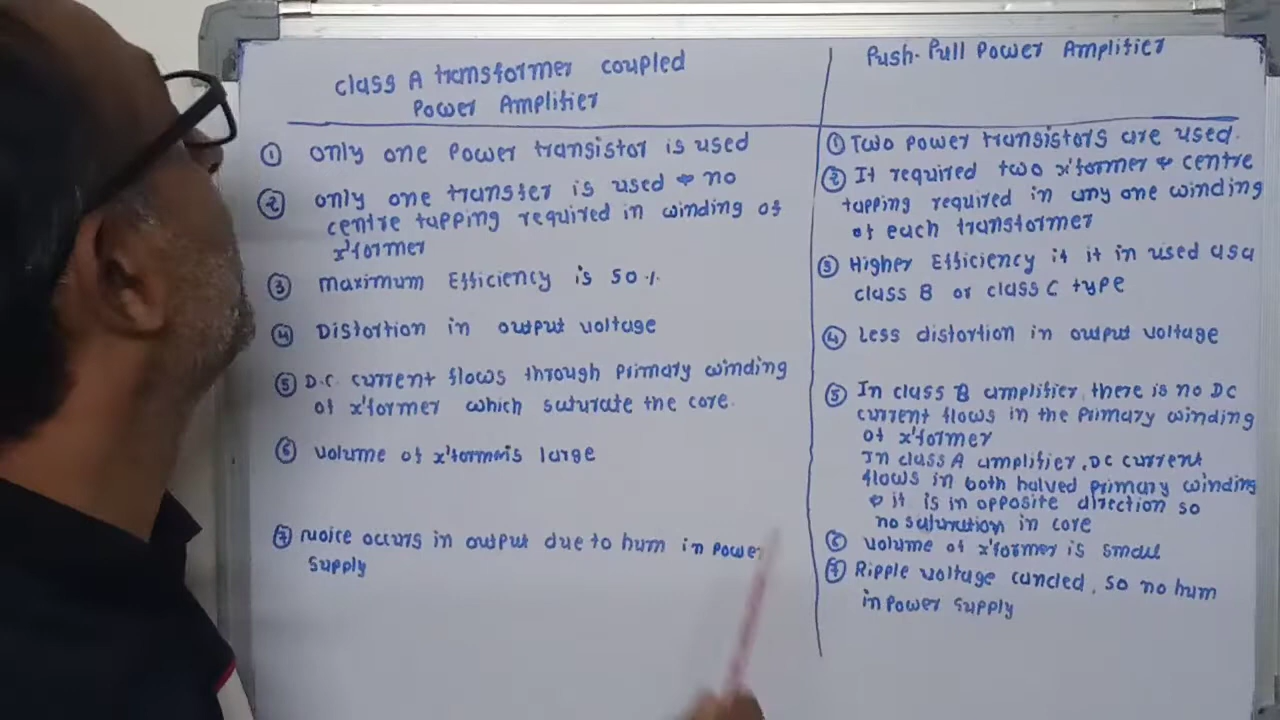 Class A transformer coupled
Power Amplifier
① only one Power transistor is used
② only one transfer is used & no
centre tapping required in winding of
x'former
③ maximum Efficiency is 50%
④ Distortion in output voltage
⑤ D.C. current flows through Primary winding
of x'former which saturate the core.
⑥ Volume of x'former is large
⑦ Noice occurs in output due to hum in Power
supply
Push-Pull Power Amplifier
① Two power transistors are used.
② It required two x'former & centre
tapping required in any one winding
of each transformer
③ Higher Efficiency if it in used as a
class B or class C type
④ Less distortion in output voltage
⑤ In class B amplifier, there is no DC
current flows in the Primary winding
of x'former
In class A amplifier, DC current
flows in both halved primary winding
& it is in opposite direction so
no saturation in core
⑥ Volume of x'former is small
⑦ Ripple voltage cancled, so no hum
in Power supply